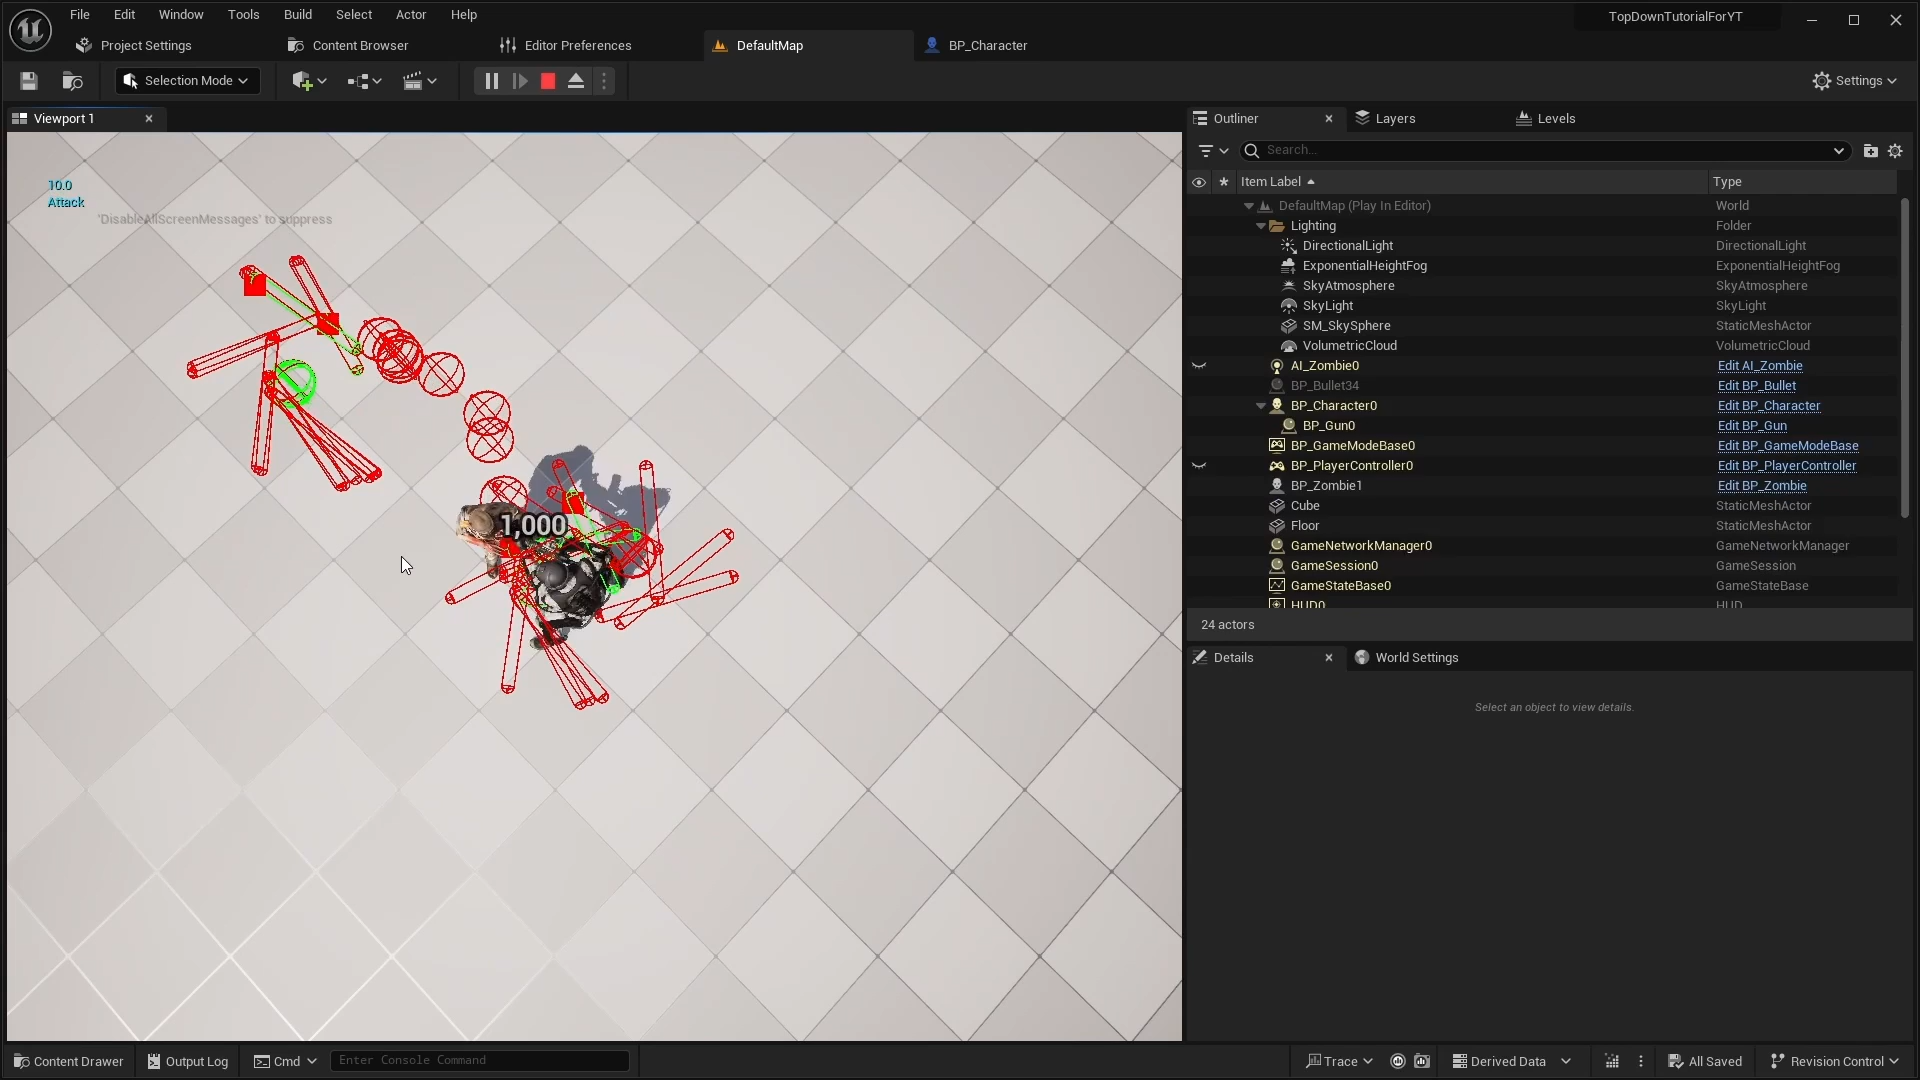 File Edit Window Tools Build Select Actor Help
TopDownTutorialForYT
Project Settings Content Browser Editor Preferences DefaultMap BP_Character
Selection Mode
Settings
Viewport 1
Outliner Layers Levels
Search...
Item Label Type
DefaultMap (Play In Editor) World
Lighting Folder
DirectionalLight DirectionalLight
ExponentialHeightFog ExponentialHeightFog
SkyAtmosphere SkyAtmosphere
SkyLight SkyLight
SM_SkySphere StaticMeshActor
VolumetricCloud VolumetricCloud
AI_Zombie0 Edit AI_Zombie
BP_Bullet34 Edit BP_Bullet
BP_Character0 Edit BP_Character
BP_Gun0 Edit BP_Gun
BP_GameModeBase0 Edit BP_GameModeBase
BP_PlayerController0 Edit BP_PlayerController
BP_Zombie1 Edit BP_Zombie
Cube StaticMeshActor
Floor StaticMeshActor
GameNetworkManager0 GameNetworkManager
GameSession0 GameSession
GameStateBase0 GameStateBase
HUD0 HUD
24 actors
Details World Settings
Select an object to view details.
10.0
Attack
'DisableAllScreenMessages' to suppress
1,000
Content Drawer Output Log Cmd Enter Console Command
Trace Derived Data All Saved Revision Control